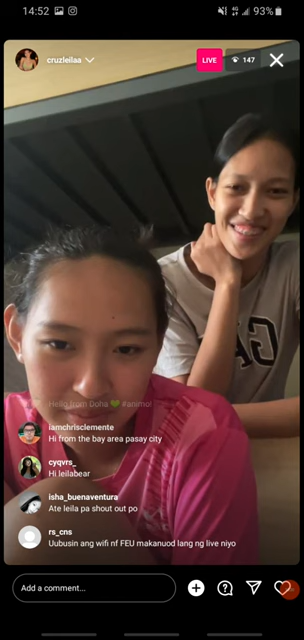 14:52
4G
93%
cruzleilaa
LIVE
147
GAP
Hello from Doha 💚 #animo!
iamchrisclemente
Hi from the bay area pasay city
cyqvrs_
Hi leilabear
isha_buenaventura
Ate leila pa shout out po
rs_cns
Uubusin ang wifi nf FEU makanuod lang ng live niyo
Add a comment...